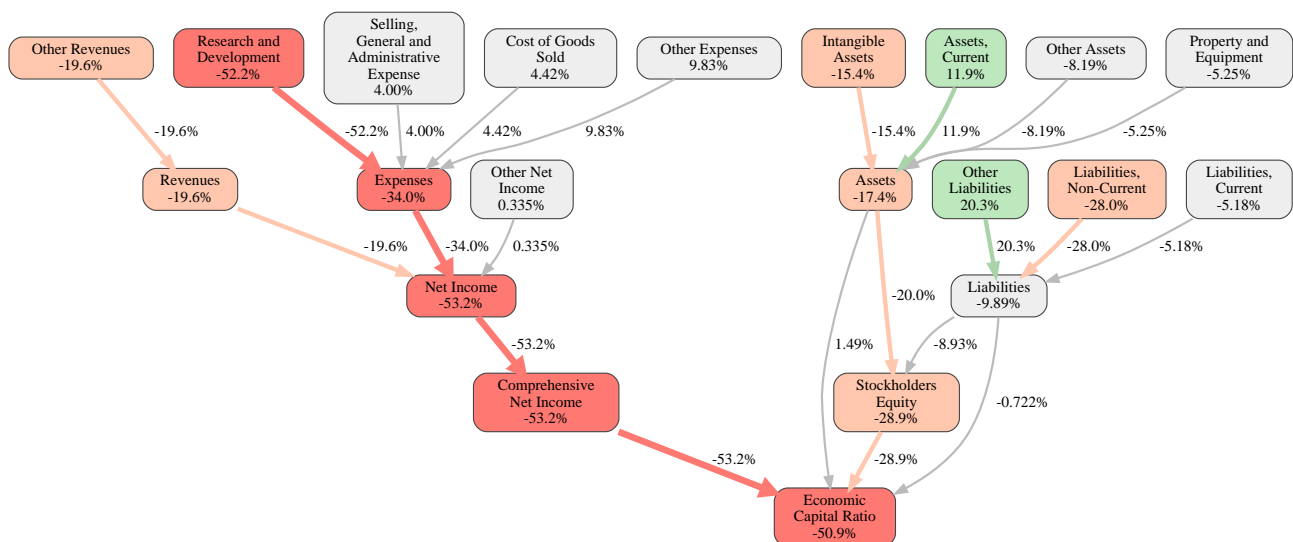 Other Revenues
-19.6%
Research and
Development
-52.2%
Selling,
General and
Administrative
Expense
4.00%
Cost of Goods
Sold
4.42%
Other Expenses
9.83%
Intangible
Assets
-15.4%
Assets,
Current
11.9%
Other Assets
-8.19%
Property and
Equipment
-5.25%
-19.6%
-52.2%
4.00%
4.42%
9.83%
-15.4%
11.9%
-8.19%
-5.25%
Revenues
-19.6%
Expenses
-34.0%
Other Net
Income
0.335%
Assets
-17.4%
Other
Liabilities
20.3%
Liabilities,
Non-Current
-28.0%
Liabilities,
Current
-5.18%
-19.6%
-34.0%
0.335%
20.3%
-28.0%
-5.18%
Net Income
-53.2%
Liabilities
-9.89%
-20.0%
-53.2%
1.49%
-8.93%
Comprehensive
Net Income
-53.2%
Stockholders
Equity
-28.9%
-0.722%
-53.2%
-28.9%
Economic
Capital Ratio
-50.9%